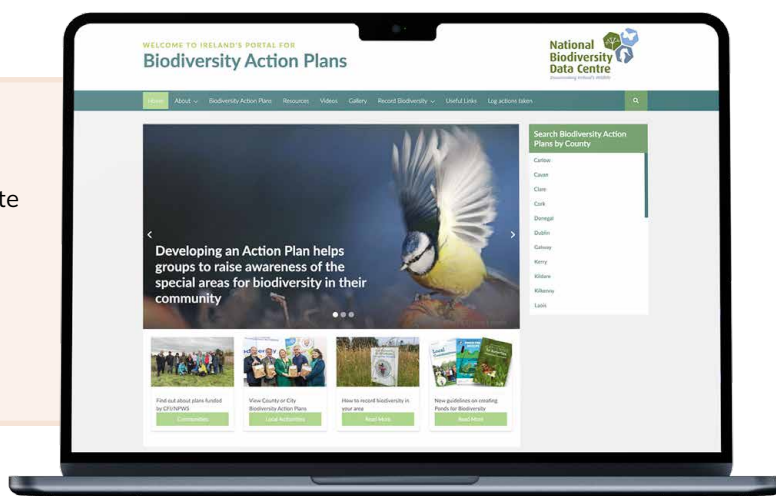 te
WELCOME TO IRELAND'S PORTAL FOR
Biodiversity Action Plans
National
Biodiversity
Data Centre
Documenting Ireland's Wildlife
Home About Biodiversity Action Plans Resources Videos Gallery Record Biodiversity Useful Links Log actions taken
Developing an Action Plan helps
groups to raise awareness of the
special areas for biodiversity in their
community
Search Biodiversity Action
Plans by County
Carlow
Cavan
Clare
Cork
Donegal
Dublin
Galway
Kerry
Kildare
Kilkenny
Laois
Find out about plans funded
by CFI/NPWS
Communities
View County or City
Biodiversity Action Plans
Local Authorities
How to record biodiversity in
your area
Read More
New guidelines on creating
Ponds for Biodiversity
Read More